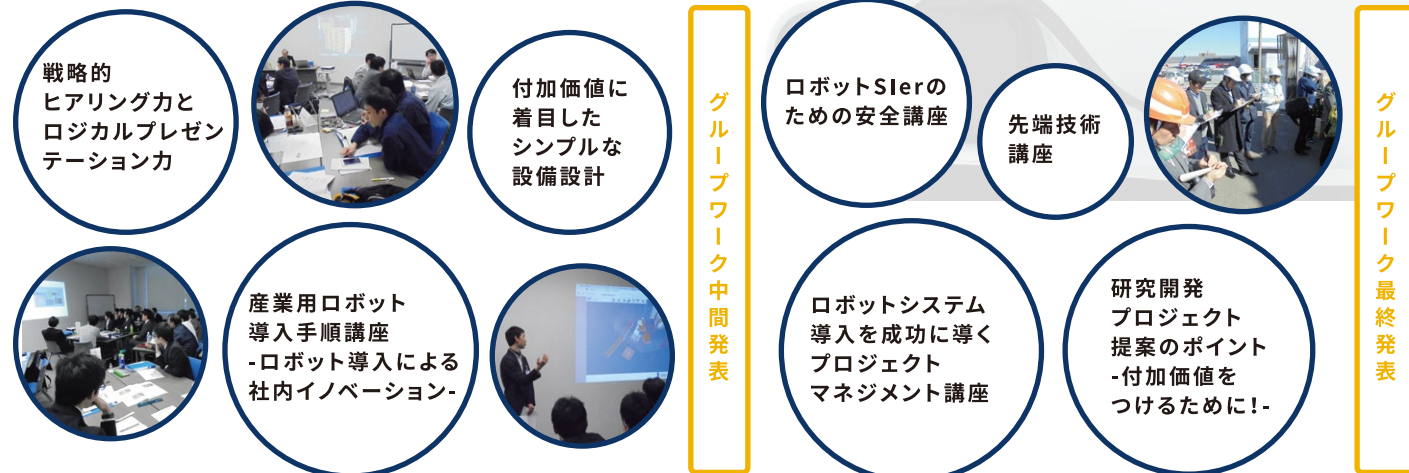 戦略的
ヒアリング力と
ロジカルプレゼン
テーション力
付加価値に
着目した
シンプルな
設備設計
産業用ロボット
導入手順講座
-ロボット導入による
社内イノベーション-
グループワーク中間発表
ロボットSIerの
ための安全講座
先端技術
講座
ロボットシステム
導入を成功に導く
プロジェクト
マネジメント講座
研究開発
プロジェクト
提案のポイント
-付加価値を
つけるために!-
グループワーク最終発表